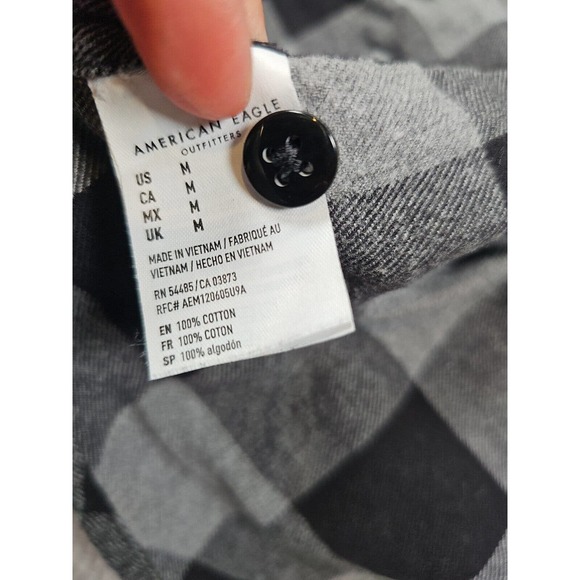 AMERICAN EAGLE
OUTFITTERS
US M
CA M
MX M
UK M
MADE IN VIETNAM / FABRIQUÉ AU
VIETNAM / HECHO EN VIETNAM
RN 54485 / CA 03873
RFC# AEM120605U9A
EN 100% COTTON
FR 100% COTON
SP 100% algodón